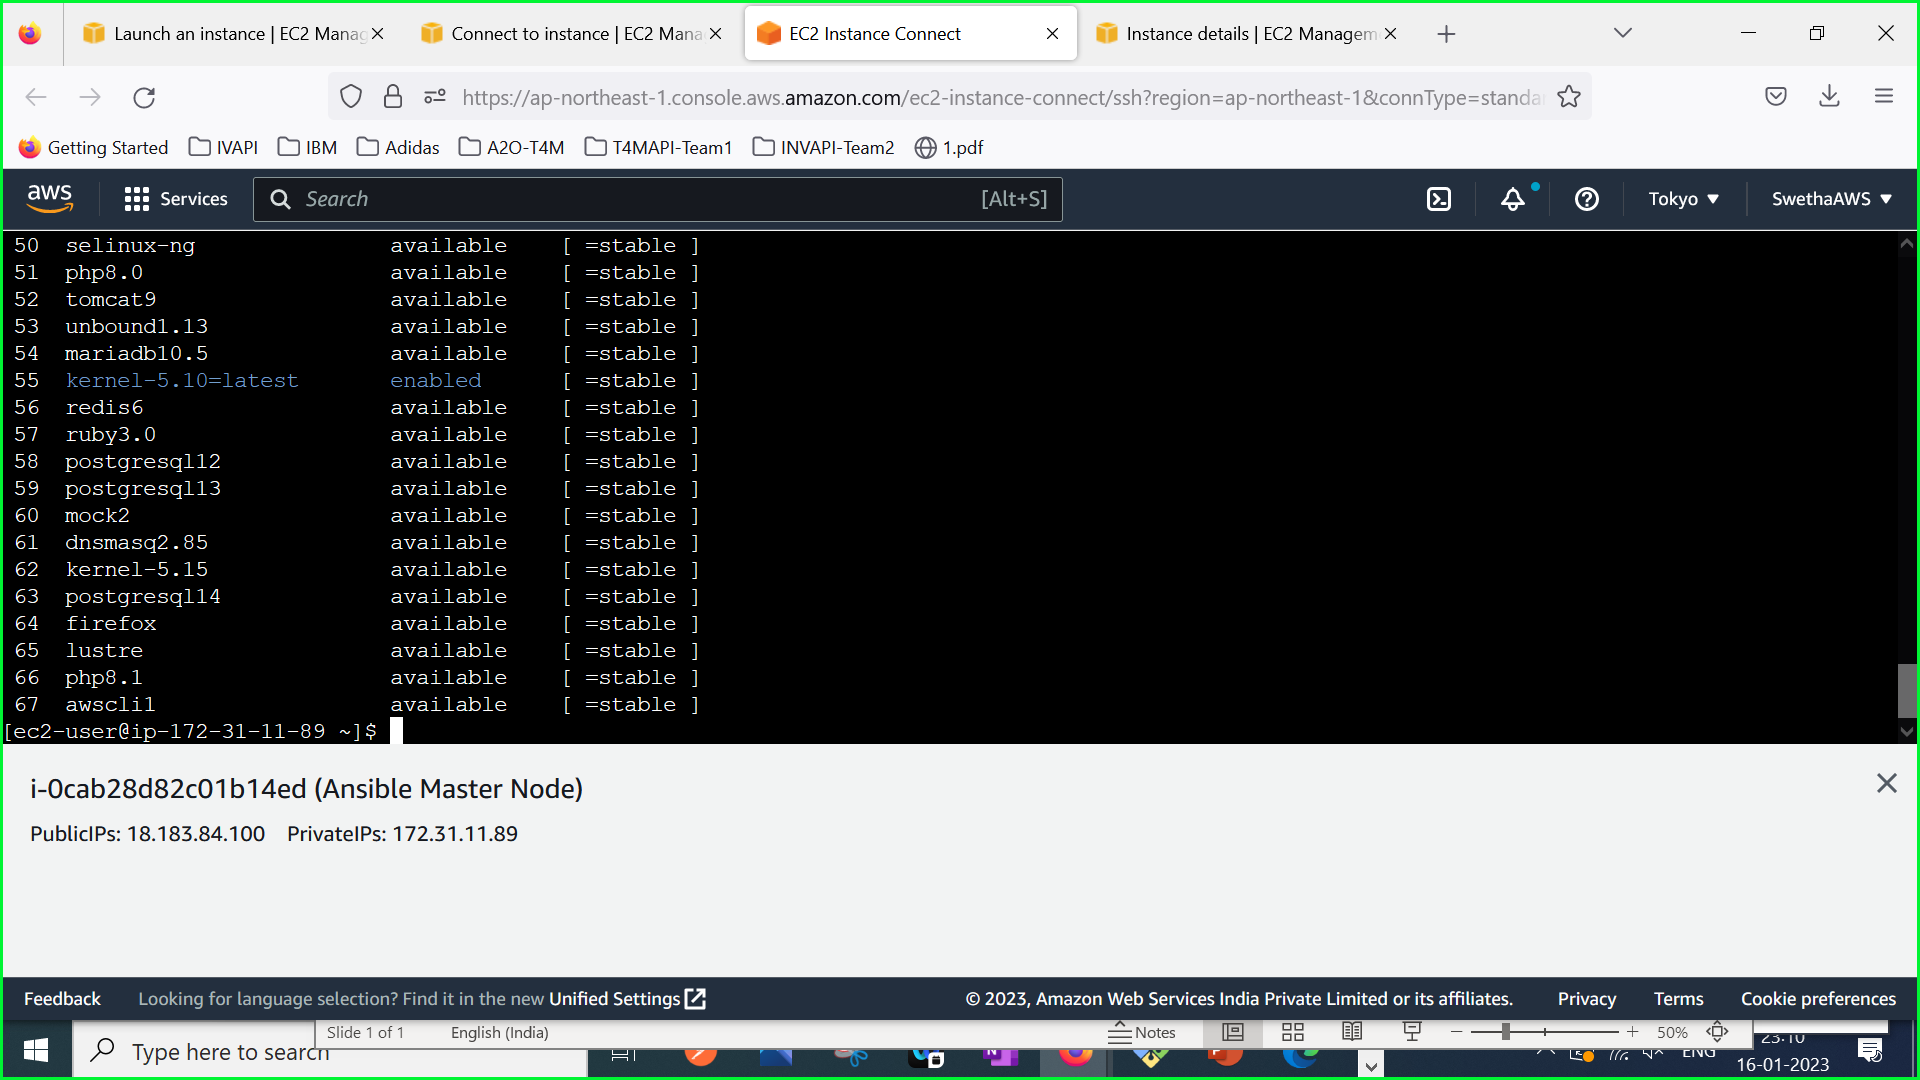 Launch an instance | EC2 Manag
Connect to instance | EC2 Mana
EC2 Instance Connect
Instance details | EC2 Managem
https://ap-northeast-1.console.aws.amazon.com/ec2-instance-connect/ssh?region=ap-northeast-1&connType=standa
Getting Started IVAPI IBM Adidas A2O-T4M T4MAPI-Team1 INVAPI-Team2 1.pdf
aws Services Search [Alt+S] Tokyo SwethaAWS
50 selinux-ng available [ =stable ]
51 php8.0 available [ =stable ]
52 tomcat9 available [ =stable ]
53 unbound1.13 available [ =stable ]
54 mariadb10.5 available [ =stable ]
55 kernel-5.10=latest enabled [ =stable ]
56 redis6 available [ =stable ]
57 ruby3.0 available [ =stable ]
58 postgresql12 available [ =stable ]
59 postgresql13 available [ =stable ]
60 mock2 available [ =stable ]
61 dnsmasq2.85 available [ =stable ]
62 kernel-5.15 available [ =stable ]
63 postgresql14 available [ =stable ]
64 firefox available [ =stable ]
65 lustre available [ =stable ]
66 php8.1 available [ =stable ]
67 awscli1 available [ =stable ]
[ec2-user@ip-172-31-11-89 ~]$
i-0cab28d82c01b14ed (Ansible Master Node)
PublicIPs: 18.183.84.100 PrivateIPs: 172.31.11.89
Feedback Looking for language selection? Find it in the new Unified Settings © 2023, Amazon Web Services India Private Limited or its affiliates. Privacy Terms Cookie preferences
Slide 1 of 1 English (India) Notes 50%
Type here to search ENG 23:10
16-01-2023